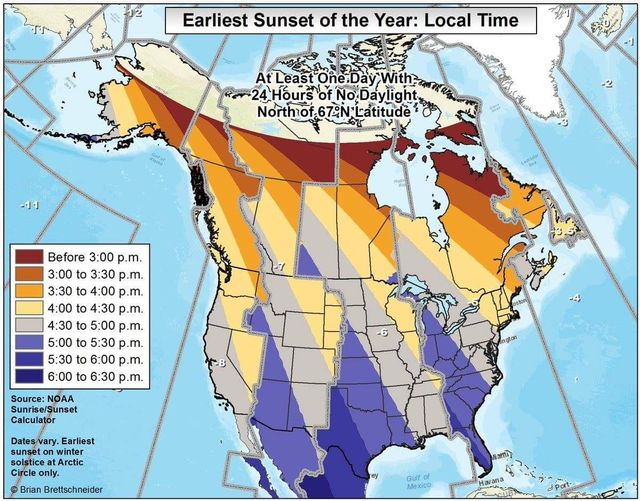 Earliest Sunset of the Year: Local Time
-11
-12
-1
-1
-2
At Least One Day With
24 Hours of No Daylight
North of 67°N Latitude
-3
-11
-3.5
-7
-4
-5
-6
-8
Before 3:00 p.m.
3:00 to 3:30 p.m.
3:30 to 4:00 p.m.
4:00 to 4:30 p.m.
4:30 to 5:00 p.m.
5:00 to 5:30 p.m.
5:30 to 6:00 p.m.
6:00 to 6:30 p.m.
Source: NOAA
Sunrise/Sunset
Calculator
Dates vary. Earliest
sunset on winter
solstice at Arctic
Circle only.
© Brian Brettschneider
Gulf of
Mexico
Miami
Havana
Port-